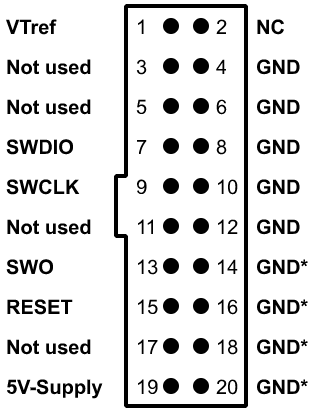 VTref 1 2 NC
Not used 3 4 GND
Not used 5 6 GND
SWDIO 7 8 GND
SWCLK 9 10 GND
Not used 11 12 GND
SWO 13 14 GND*
RESET 15 16 GND*
Not used 17 18 GND*
5V-Supply 19 20 GND*